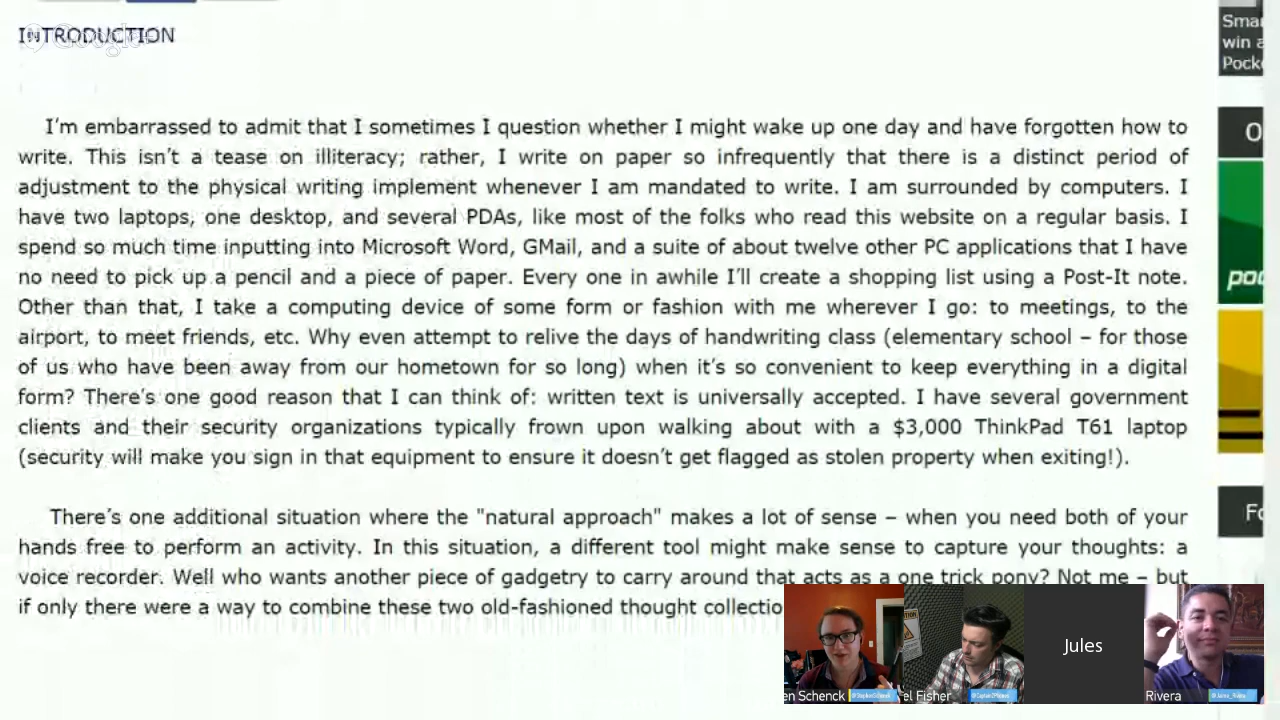 INTRODUCTION
I'm embarrassed to admit that I sometimes I question whether I might wake up one day and have forgotten how to
write. This isn't a tease on illiteracy; rather, I write on paper so infrequently that there is a distinct period of
adjustment to the physical writing implement whenever I am mandated to write. I am surrounded by computers. I
have two laptops, one desktop, and several PDAs, like most of the folks who read this website on a regular basis. I
spend so much time inputting into Microsoft Word, GMail, and a suite of about twelve other PC applications that I have
no need to pick up a pencil and a piece of paper. Every one in awhile I'll create a shopping list using a Post-It note.
Other than that, I take a computing device of some form or fashion with me wherever I go: to meetings, to the
airport, to meet friends, etc. Why even attempt to relive the days of handwriting class (elementary school – for those
of us who have been away from our hometown for so long) when it's so convenient to keep everything in a digital
form? There's one good reason that I can think of: written text is universally accepted. I have several government
clients and their security organizations typically frown upon walking about with a $3,000 ThinkPad T61 laptop
(security will make you sign in that equipment to ensure it doesn't get flagged as stolen property when exiting!).
There's one additional situation where the "natural approach" makes a lot of sense – when you need both of your
hands free to perform an activity. In this situation, a different tool might make sense to capture your thoughts: a
voice recorder. Well who wants another piece of gadgetry to carry around that acts as a one trick pony? Not me – but
if only there were a way to combine these two old-fashioned thought collectio
Smar
win a
Pock
O
poc
Fo
en Schenck
el Fisher
Jules
Rivera